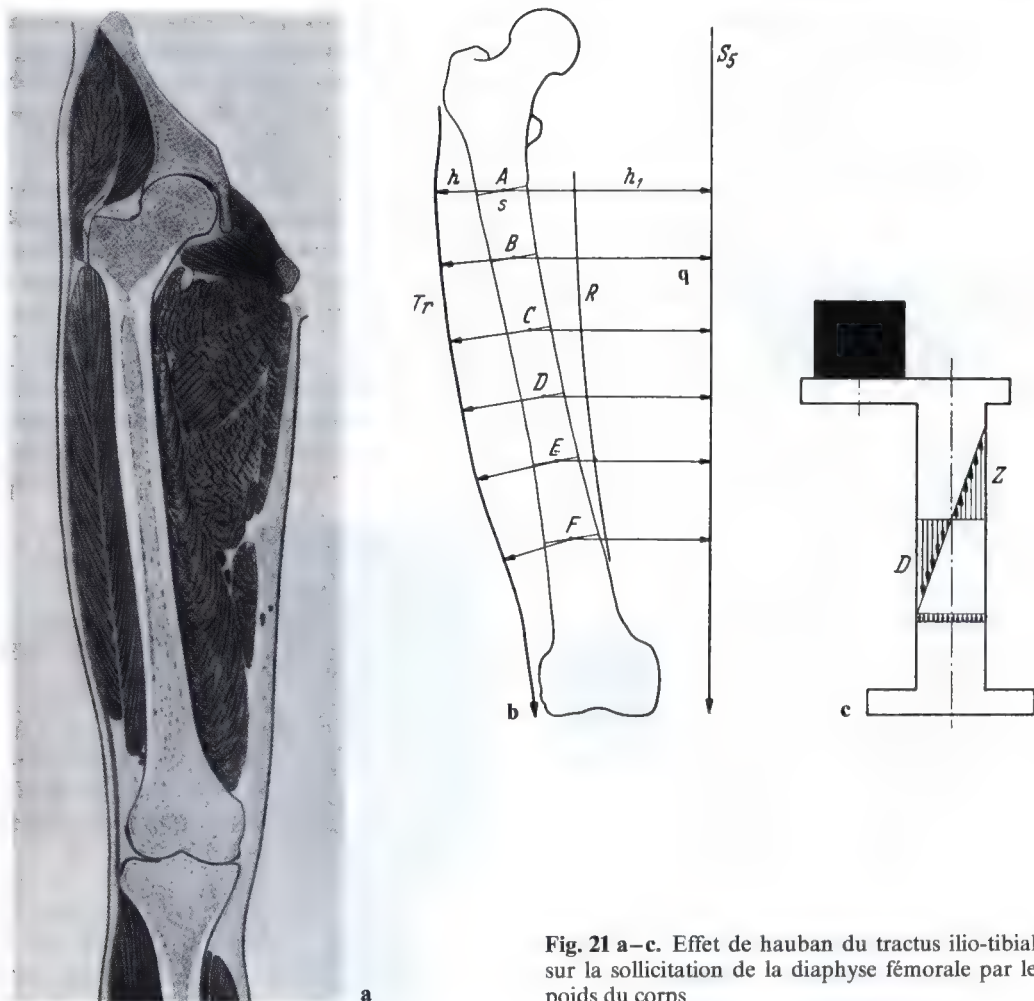 S₅
h
A
h₁
s
B
q
Tr
R
C
D
E
F
Z
D
b
c
a
Fig. 21 a–c. Effet de hauban du tractus ilio-tibial
sur la sollicitation de la diaphyse fémorale par le
poids du corps